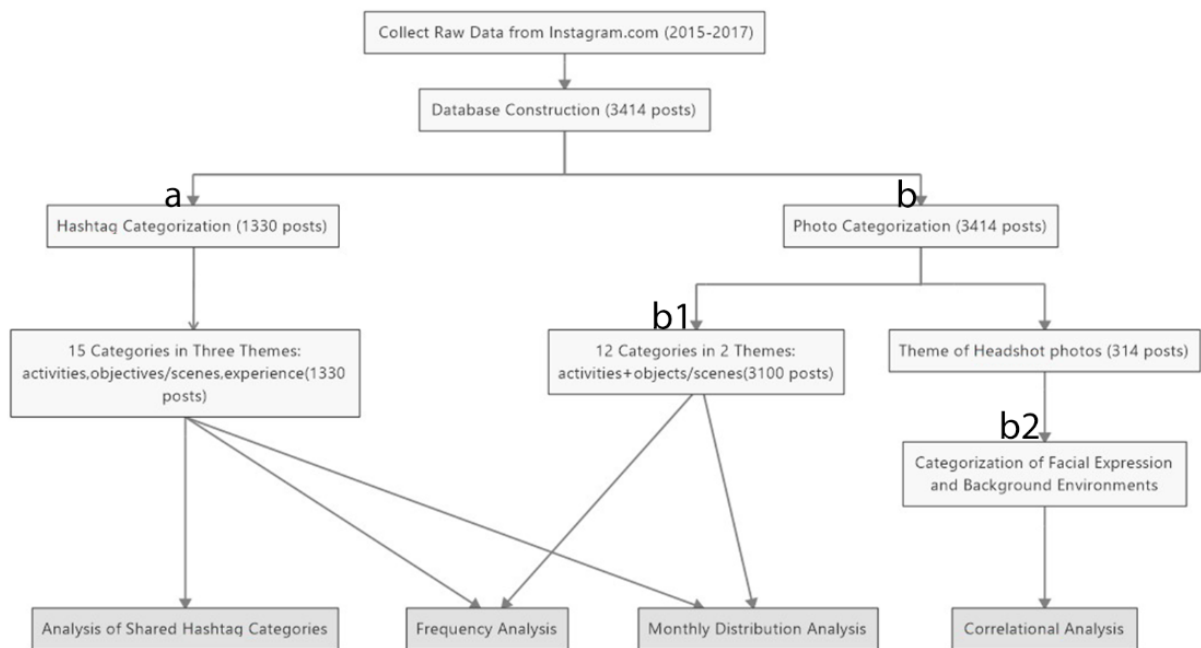 Collect Raw Data from Instagram.com (2015-2017)
Database Construction (3414 posts)
a
b
Hashtag Categorization (1330 posts)
Photo Categorization (3414 posts)
b1
15 Categories in Three Themes:
activities,objectives/scenes,experience(1330
posts)
12 Categories in 2 Themes:
activities+objects/scenes(3100 posts)
Theme of Headshot photos (314 posts)
b2
Categorization of Facial Expression
and Background Environments
Analysis of Shared Hashtag Categories
Frequency Analysis
Monthly Distribution Analysis
Correlational Analysis